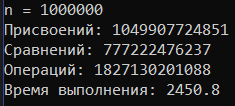 n = 1000000
Присвоений: 1049907724851
Сравнений: 777222476237
Операций: 1827130201088
Время выполнения: 2450.8